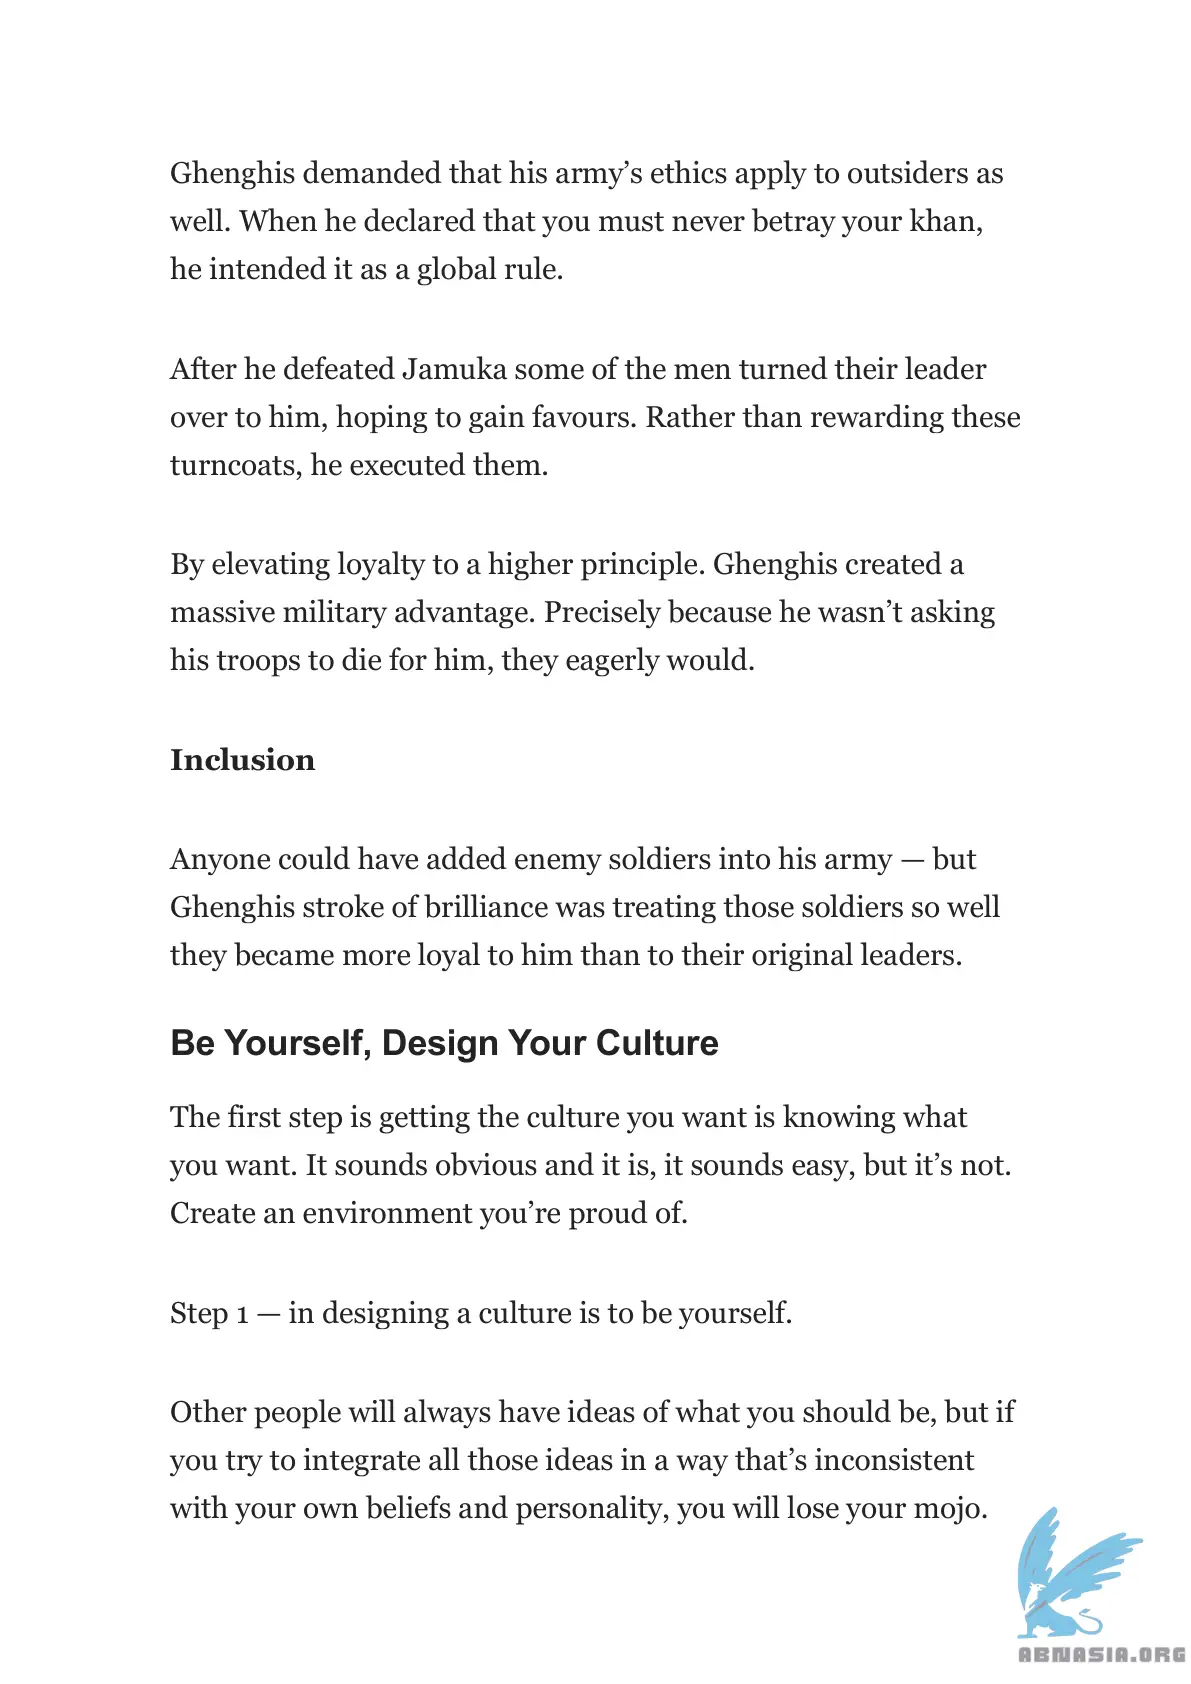 Ghenghis demanded that his army’s ethics apply to outsiders as
well. When he declared that you must never betray your khan,
he intended it as a global rule.
After he defeated Jamuka some of the men turned their leader
over to him, hoping to gain favours. Rather than rewarding these
turncoats, he executed them.
By elevating loyalty to a higher principle. Ghenghis created a
massive military advantage. Precisely because he wasn’t asking
his troops to die for him, they eagerly would.
Inclusion
Anyone could have added enemy soldiers into his army — but
Ghenghis stroke of brilliance was treating those soldiers so well
they became more loyal to him than to their original leaders.
Be Yourself, Design Your Culture
The first step is getting the culture you want is knowing what
you want. It sounds obvious and it is, it sounds easy, but it’s not.
Create an environment you’re proud of.
Step 1 — in designing a culture is to be yourself.
Other people will always have ideas of what you should be, but if
you try to integrate all those ideas in a way that’s inconsistent
with your own beliefs and personality, you will lose your mojo.
ABNASIA.ORG